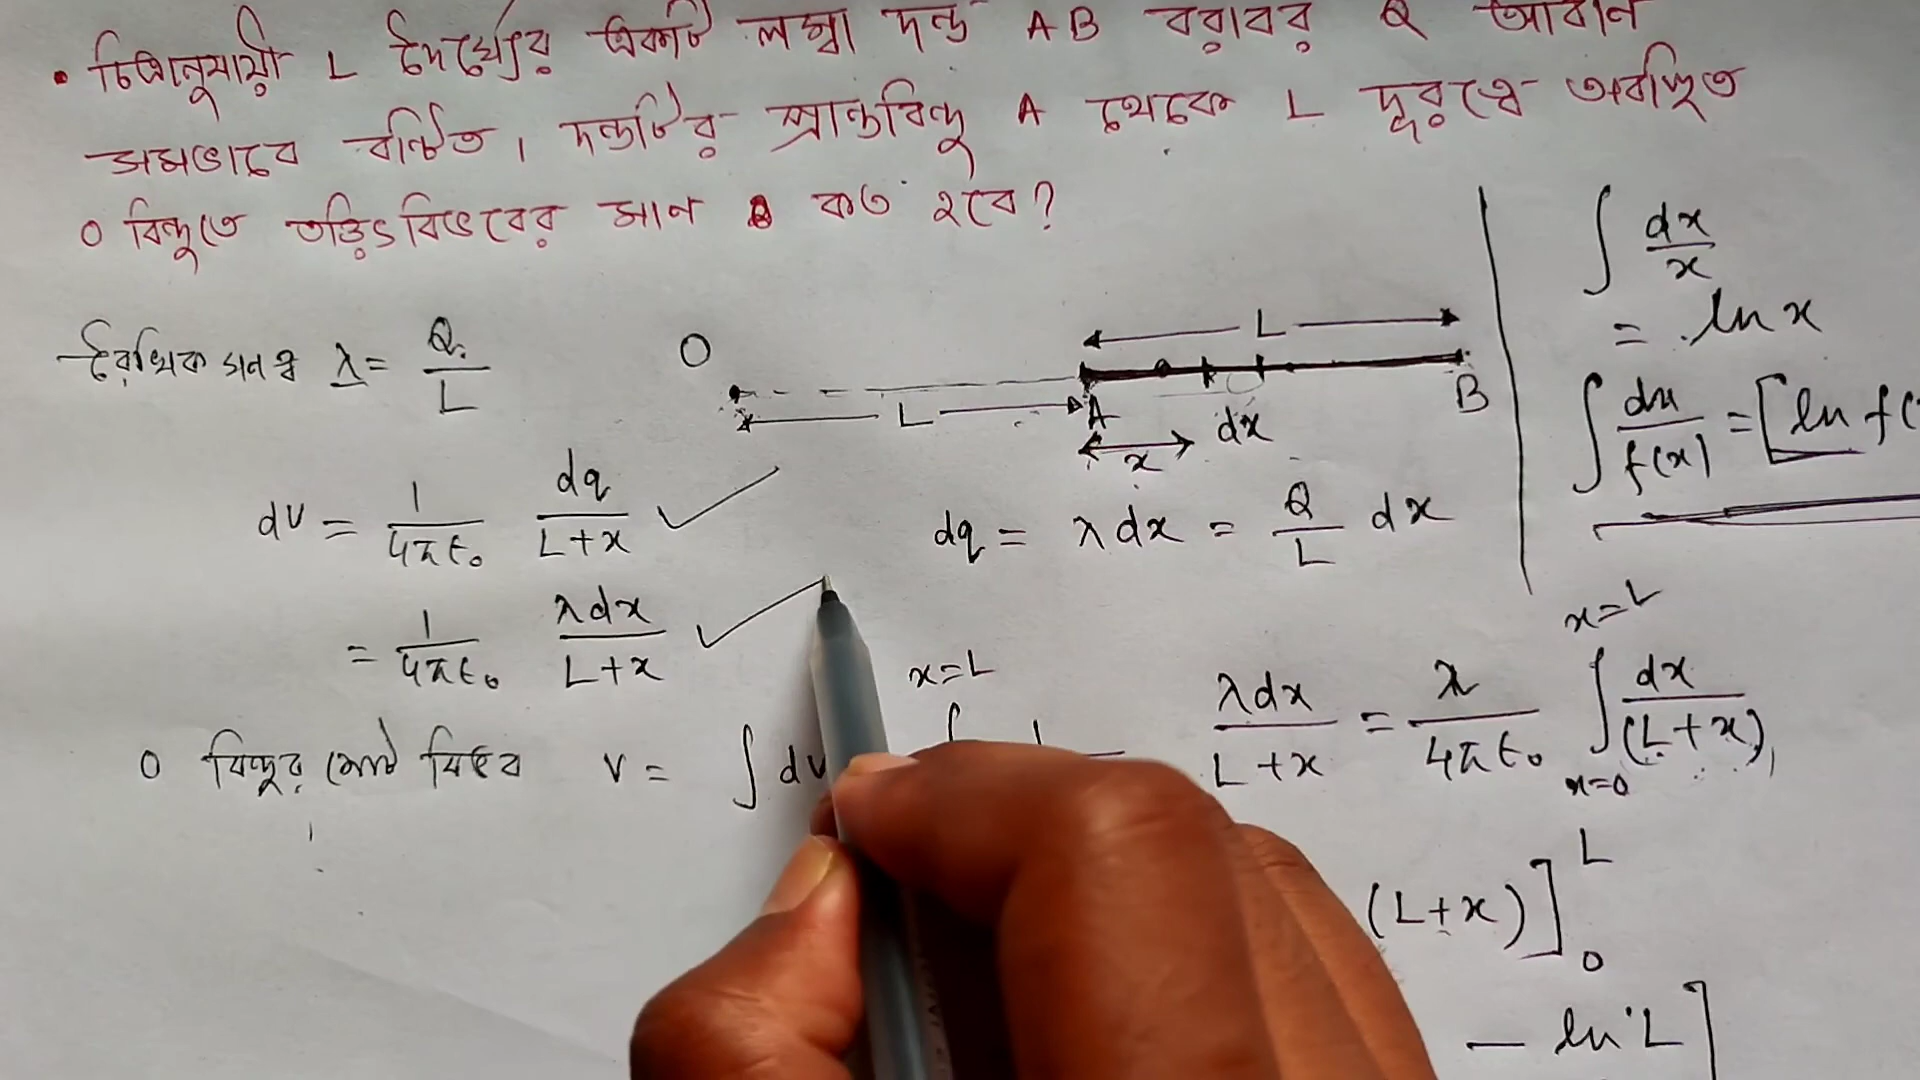 • চিত্রানুযায়ী L দৈর্ঘ্যের একটি লম্বা দন্ড AB বরাবর Q আধান
সমভাবে বন্টিত। দন্ডটির প্রান্তবিন্দু A থেকে L দূরত্বে অবস্থিত
O বিন্দুতে তড়িৎবিভবের মান কত হবে?
রৈখিক ঘনত্ব λ = Q/L
O
L
L
A
B
x
dx
dV = 1/4πε₀ dq/L+x
dq = λdx = Q/L dx
= 1/4πε₀ λdx/L+x
O বিন্দুর মোট বিভব V = ∫dV
x=L
λdx/L+x = λ/4πε₀ ∫ x=0 x=L dx/(L+x)
(L+x)]₀ᴸ
– ln L]
∫ dx/x
= ln x
∫ dx/f(x) = [ln f(